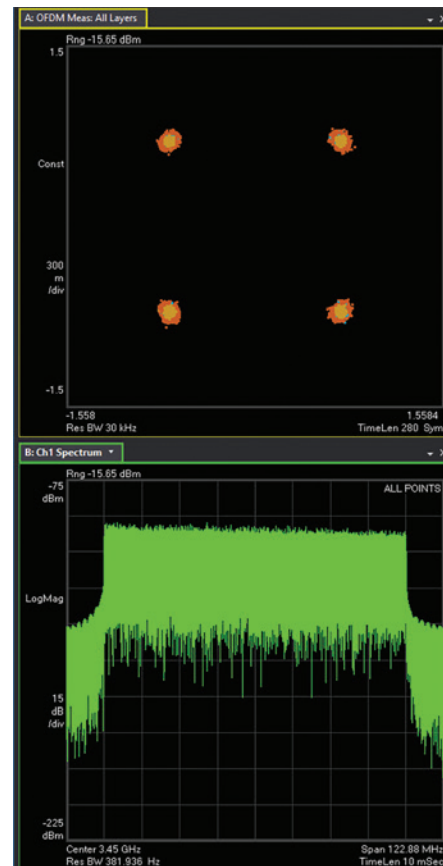 A: OFDM Meas: All Layers
Rng -15.65 dBm
1.5
Const
300
m
/div
-1.5
-1.558
1.5584
Res BW 30 kHz
TimeLen 280 Sym
B: Ch1 Spectrum
Rng -15.65 dBm
-75
dBm
ALL POINTS
LogMag
15
dB
/div
-225
dBm
Center 3.45 GHz
Span 122.88 MHz
Res BW 381.936 Hz
TimeLen 10 mSec